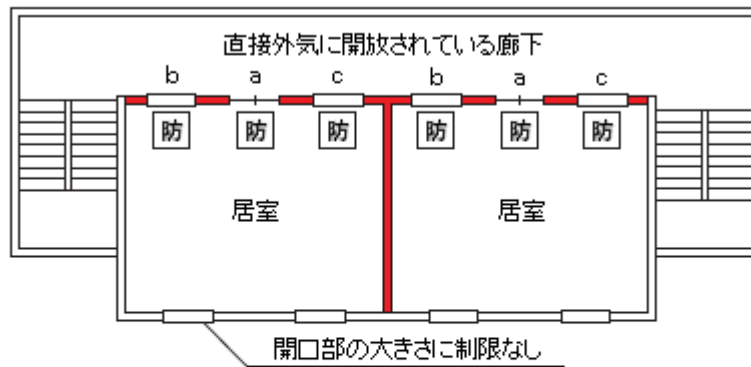 直接外気に開放されている廊下
b a c b a c
防 防 防 防 防 防
居室 居室
開口部の大きさに制限なし